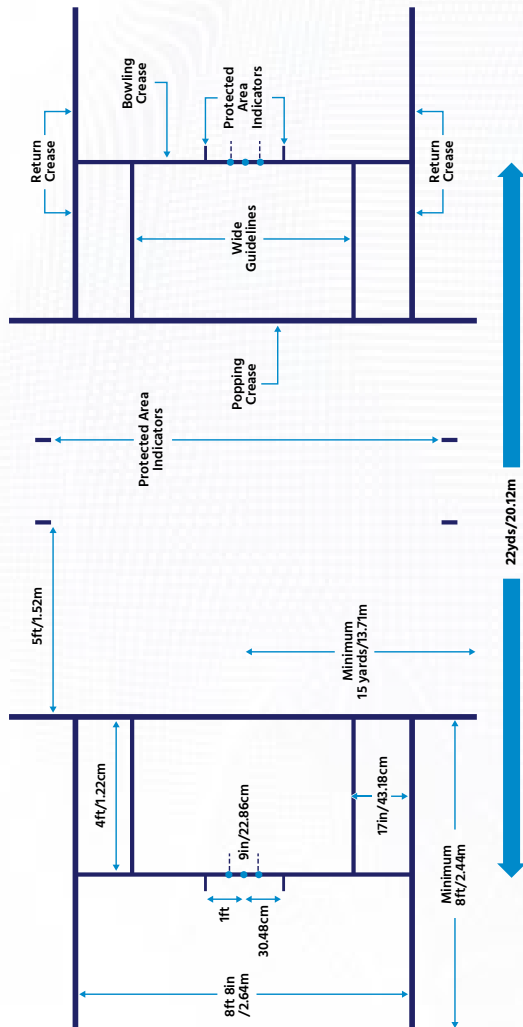 Return
Crease
Bowling
Crease
Protected
Area
Indicators
Return
Crease
Wide
Guidelines
Popping
Crease
Protected Area
Indicators
22yds/20.12m
5ft/1.52m
Minimum
15 yards/13.71m
4ft/1.22cm
9in/22.86cm
17in/43.18cm
1ft
30.48cm
8ft 8in
/2.64m
Minimum
8ft/2.44m